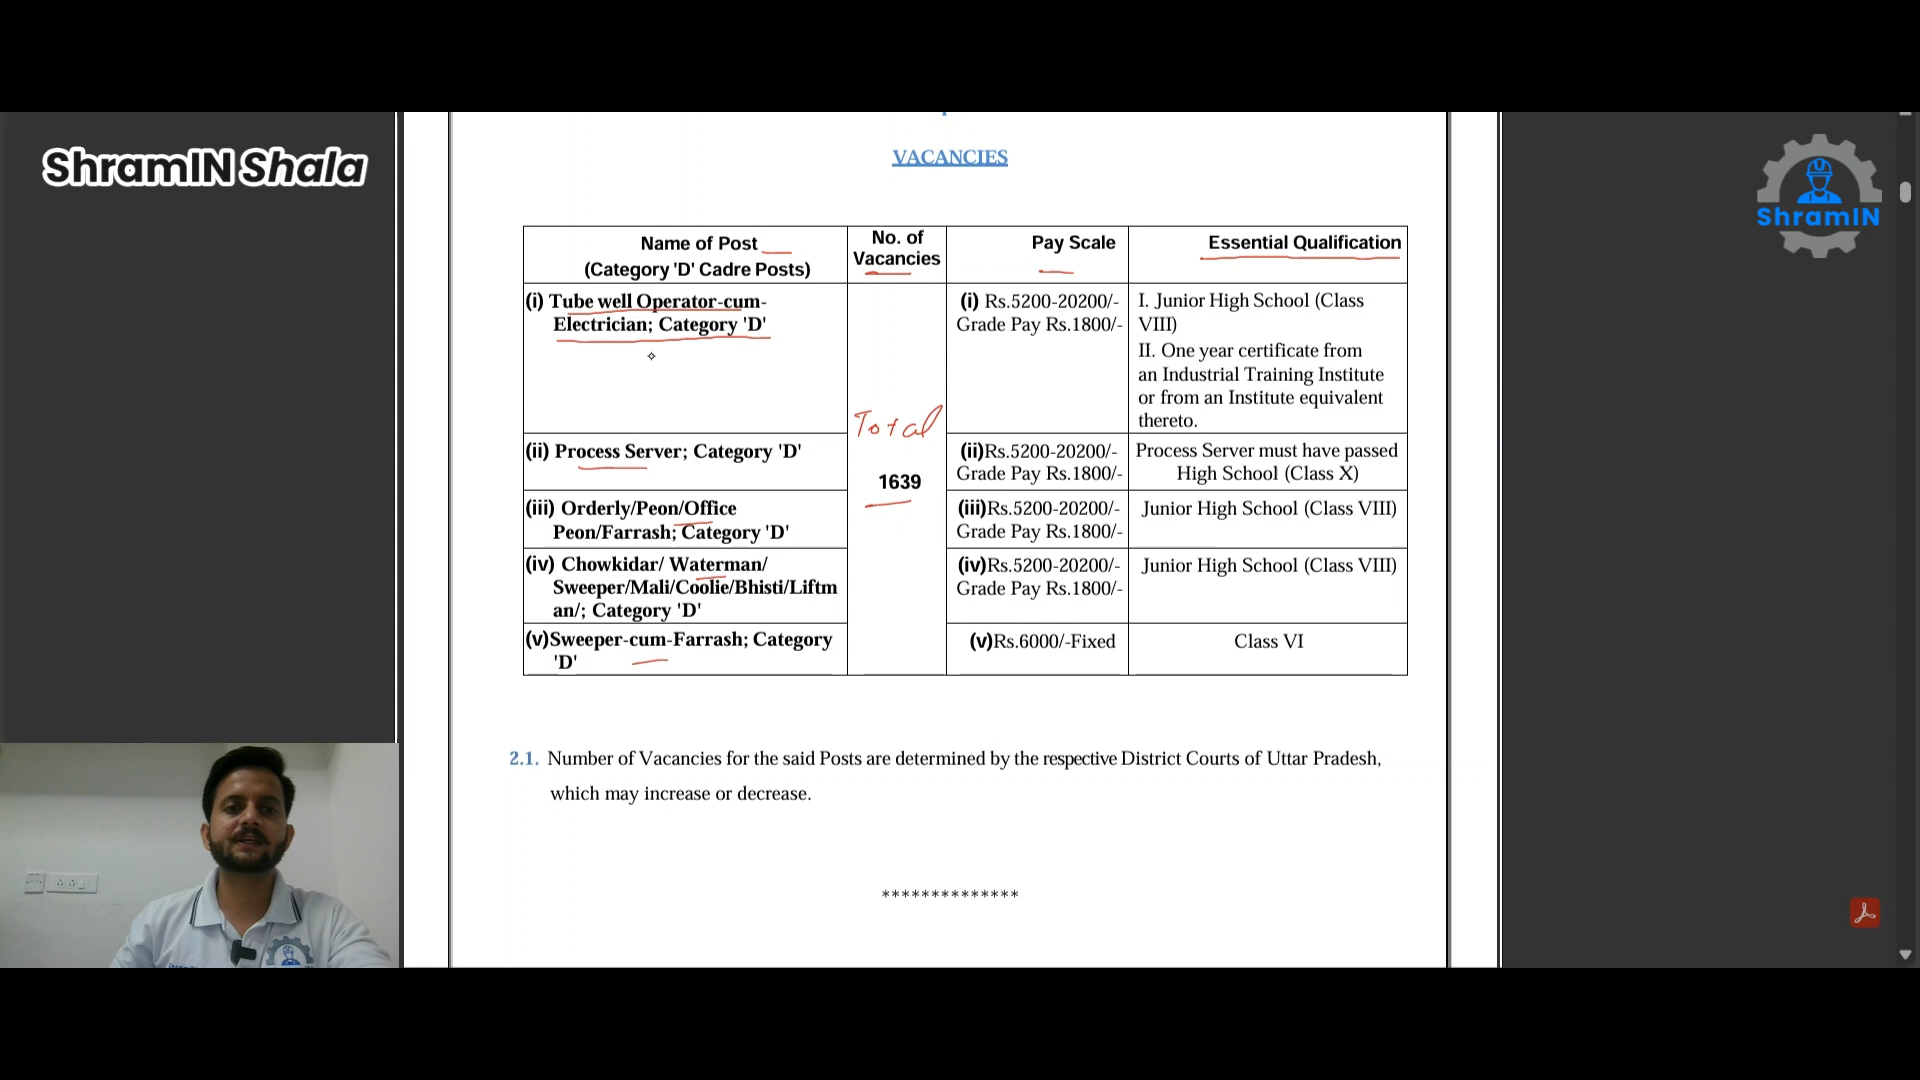 ShramIN Shala
ShramIN
VACANCIES
Name of Post
(Category 'D' Cadre Posts)
No. of
Vacancies
Pay Scale
Essential Qualification
(i) Tube well Operator-cum-
Electrician; Category 'D'
(i) Rs.5200-20200/-
Grade Pay Rs.1800/-
I. Junior High School (Class
VIII)
II. One year certificate from
an Industrial Training Institute
or from an Institute equivalent
thereto.
Total
1639
(ii) Process Server; Category 'D'
(ii)Rs.5200-20200/-
Grade Pay Rs.1800/-
Process Server must have passed
High School (Class X)
(iii) Orderly/Peon/Office
Peon/Farrash; Category 'D'
(iii)Rs.5200-20200/-
Grade Pay Rs.1800/-
Junior High School (Class VIII)
(iv) Chowkidar/ Waterman/
Sweeper/Mali/Coolie/Bhisti/Liftm
an/; Category 'D'
(iv)Rs.5200-20200/-
Grade Pay Rs.1800/-
Junior High School (Class VIII)
(v)Sweeper-cum-Farrash; Category
'D'
(v)Rs.6000/-Fixed
Class VI
2.1. Number of Vacancies for the said Posts are determined by the respective District Courts of Uttar Pradesh,
which may increase or decrease.
**************